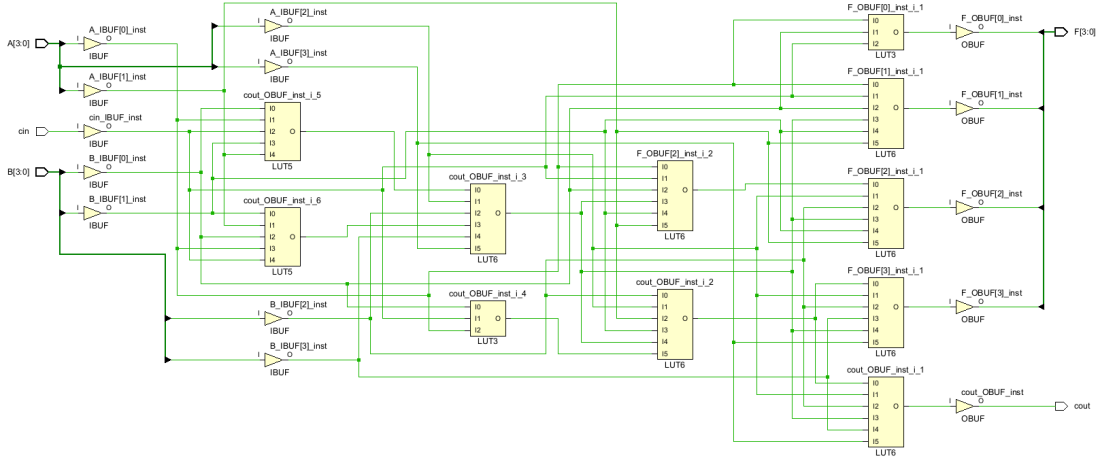 A[3:0]
A_IBUF[0]_inst
I
O
IBUF
A_IBUF[1]_inst
I
O
IBUF
cin
cin_IBUF_inst
I
O
IBUF
B[3:0]
B_IBUF[0]_inst
I
O
IBUF
B_IBUF[1]_inst
I
O
IBUF
A_IBUF[2]_inst
I
O
IBUF
A_IBUF[3]_inst
I
O
IBUF
cout_OBUF_inst_i_5
I0
I1
I2
O
I3
I4
LUT5
cout_OBUF_inst_i_6
I0
I1
I2
O
I3
I4
LUT5
B_IBUF[2]_inst
I
O
IBUF
B_IBUF[3]_inst
I
O
IBUF
cout_OBUF_inst_i_3
I0
I1
I2
O
I3
I4
I5
LUT6
cout_OBUF_inst_i_4
I0
I1
O
I2
LUT3
F_OBUF[2]_inst_i_2
I0
I1
I2
O
I3
I4
I5
LUT6
cout_OBUF_inst_i_2
I0
I1
I2
O
I3
I4
I5
LUT6
F_OBUF[0]_inst_i_1
I0
I1
O
I2
LUT3
F_OBUF[1]_inst_i_1
I0
I1
I2
O
I3
I4
I5
LUT6
F_OBUF[2]_inst_i_1
I0
I1
I2
O
I3
I4
I5
LUT6
F_OBUF[3]_inst_i_1
I0
I1
I2
O
I3
I4
I5
LUT6
cout_OBUF_inst_i_1
I0
I1
I2
O
I3
I4
I5
LUT6
F_OBUF[0]_inst
I
O
OBUF
F_OBUF[1]_inst
I
O
OBUF
F_OBUF[2]_inst
I
O
OBUF
F_OBUF[3]_inst
I
O
OBUF
cout_OBUF_inst
I
O
OBUF
F[3:0]
cout